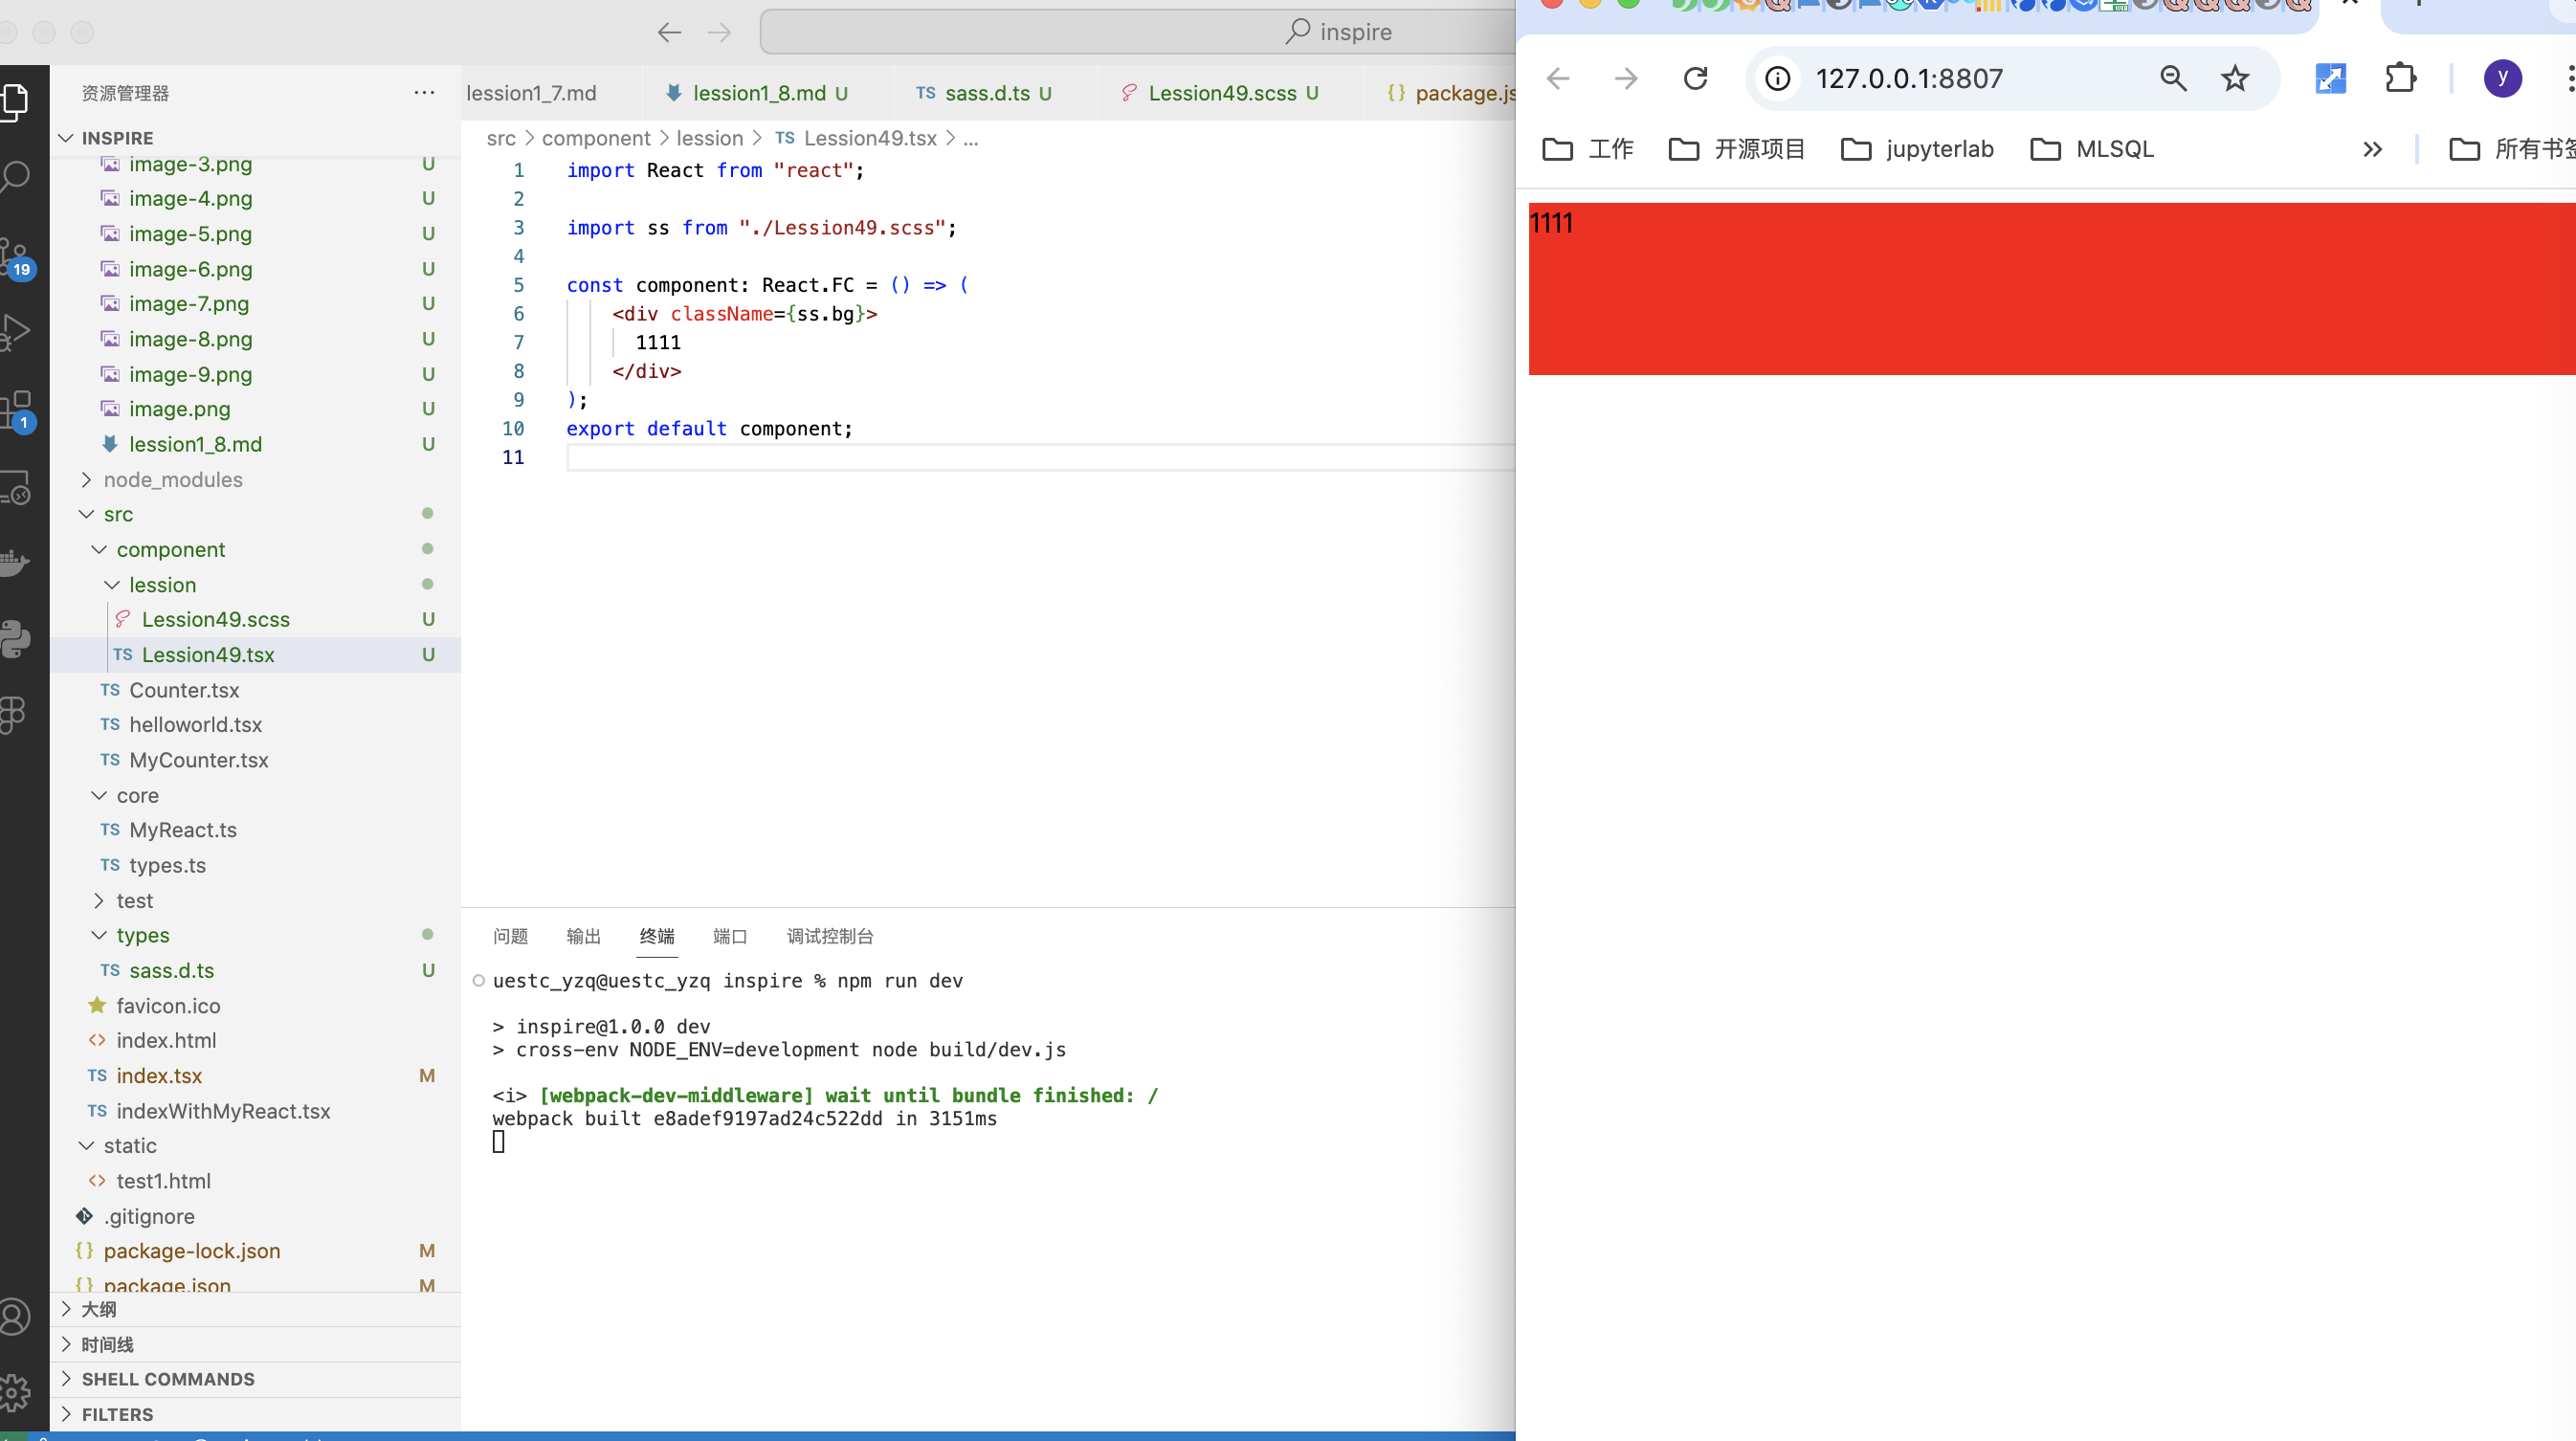 inspire
资源管理器
INSPIRE
image-3.png U
image-4.png U
image-5.png U
image-6.png U
image-7.png U
image-8.png U
image-9.png U
image.png U
lession1_8.md U
node_modules
src
component
lession
Lession49.scss U
TS Lession49.tsx U
TS Counter.tsx
TS helloworld.tsx
TS MyCounter.tsx
core
TS MyReact.ts
TS types.ts
test
types
TS sass.d.ts U
favicon.ico
index.html
TS index.tsx M
TS indexWithMyReact.tsx
static
test1.html
.gitignore
{} package-lock.json M
{} package.json M
大纲
时间线
SHELL COMMANDS
FILTERS
19
1
lession1_7.md
lession1_8.md U
TS sass.d.ts U
Lession49.scss U
{} package.js
src > component > lession > TS Lession49.tsx > ...
1 import React from "react";
2
3 import ss from "./Lession49.scss";
4
5 const component: React.FC = () => (
6 <div className={ss.bg}>
7 1111
8 </div>
9 );
10 export default component;
11
问题 输出 终端 端口 调试控制台
uestc_yzq@uestc_yzq inspire % npm run dev
> inspire@1.0.0 dev
> cross-env NODE_ENV=development node build/dev.js
<i> [webpack-dev-middleware] wait until bundle finished: /
webpack built e8adef9197ad24c522dd in 3151ms
127.0.0.1:8807
y
工作 开源项目 jupyterlab MLSQL » 所有书签
1111